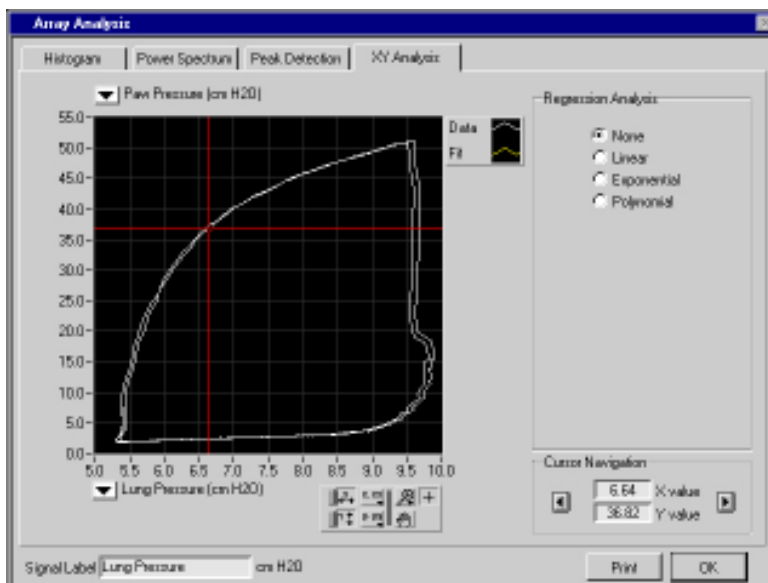 Array Analysis
Histogram Power Spectrum Peak Detection XY Analysis
Paw Pressure (cm H2O)
Data
Fit
55.0
50.0
45.0
40.0
35.0
30.0
25.0
20.0
15.0
10.0
5.0
0.0
5.0 5.5 6.0 6.5 7.0 7.5 8.0 8.5 9.0 9.5 10.0
Lung Pressure (cm H2O)
Regression Analysis
None
Linear
Exponential
Polynomial
Cursor Navigation
6.64 X value
36.82 Y value
Signal Label Lung Pressure cm H2O
Print OK